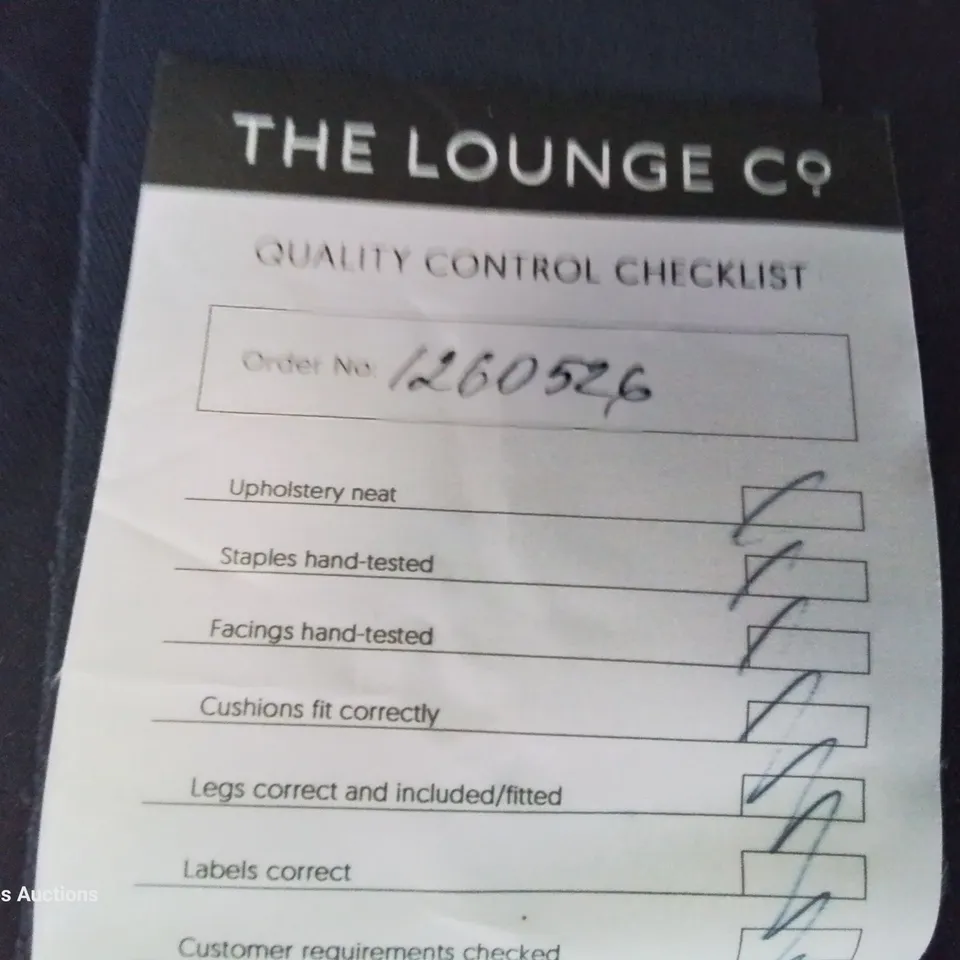 THE LOUNGE Co
QUALITY CONTROL CHECKLIST
Order No. 1260526
Upholstery neat
Staples hand-tested
Facings hand-tested
Cushions fit correctly
Legs correct and included/fitted
Labels correct
s Auctions
Customer requirements checked